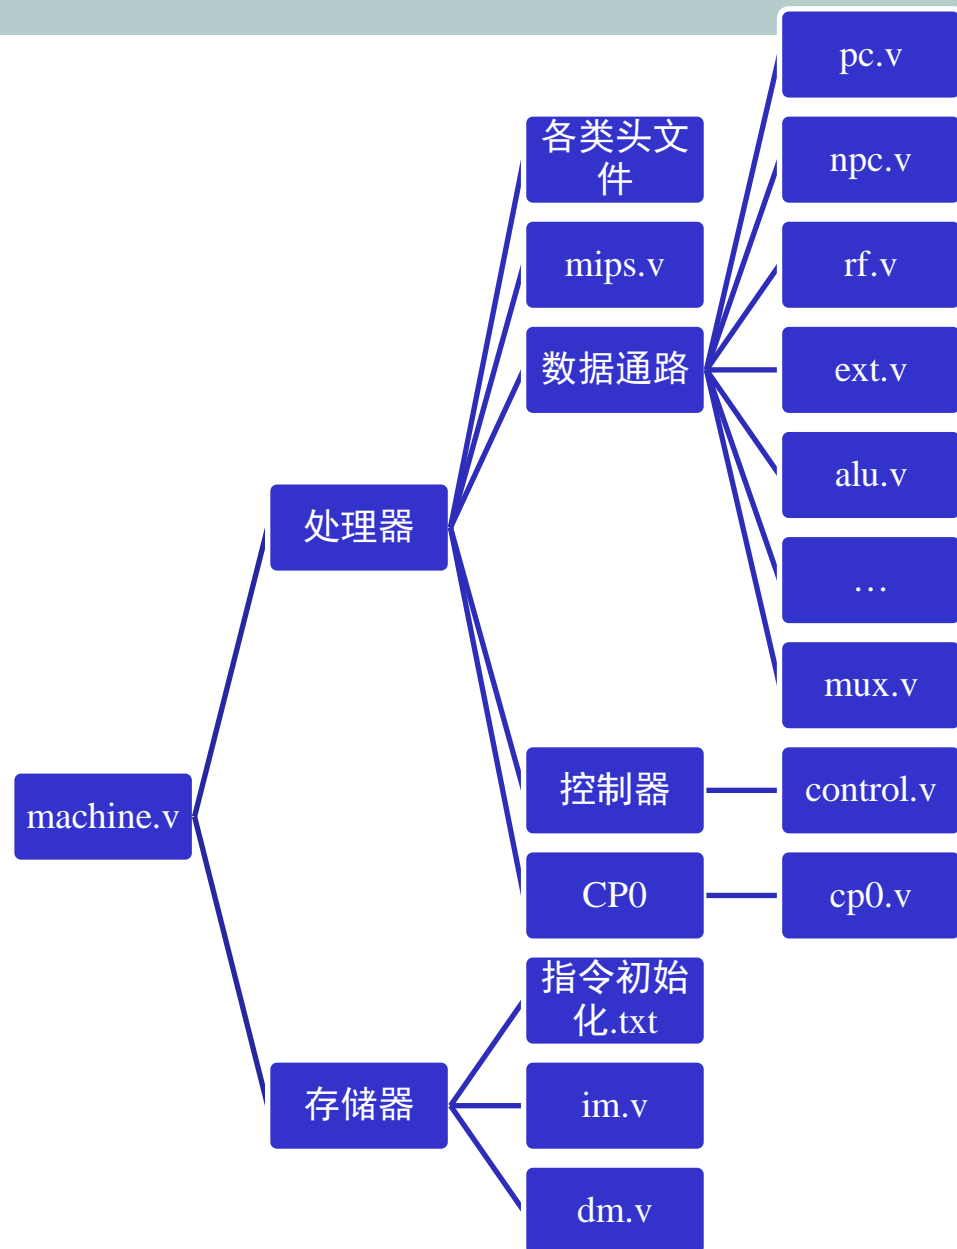 pc.v
npc.v
rf.v
ext.v
alu.v
…
mux.v
各类头文
件
mips.v
数据通路
处理器
控制器
control.v
machine.v
CP0
cp0.v
指令初始
化.txt
存储器
im.v
dm.v